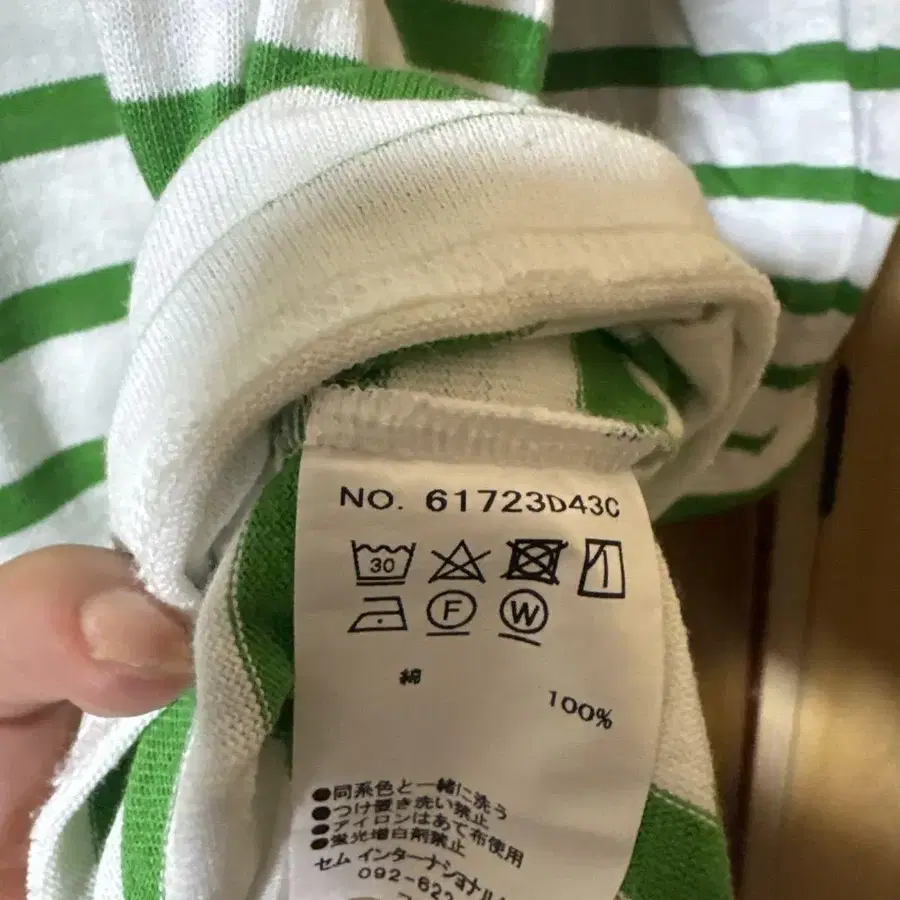 NO. 61723D43C
30
F W
綿 100%
●同系色と一緒に洗う
●つけ置き洗い禁止
●アイロンはあて布使用
●蛍光増白剤禁止
セム インターナショナル
092-622